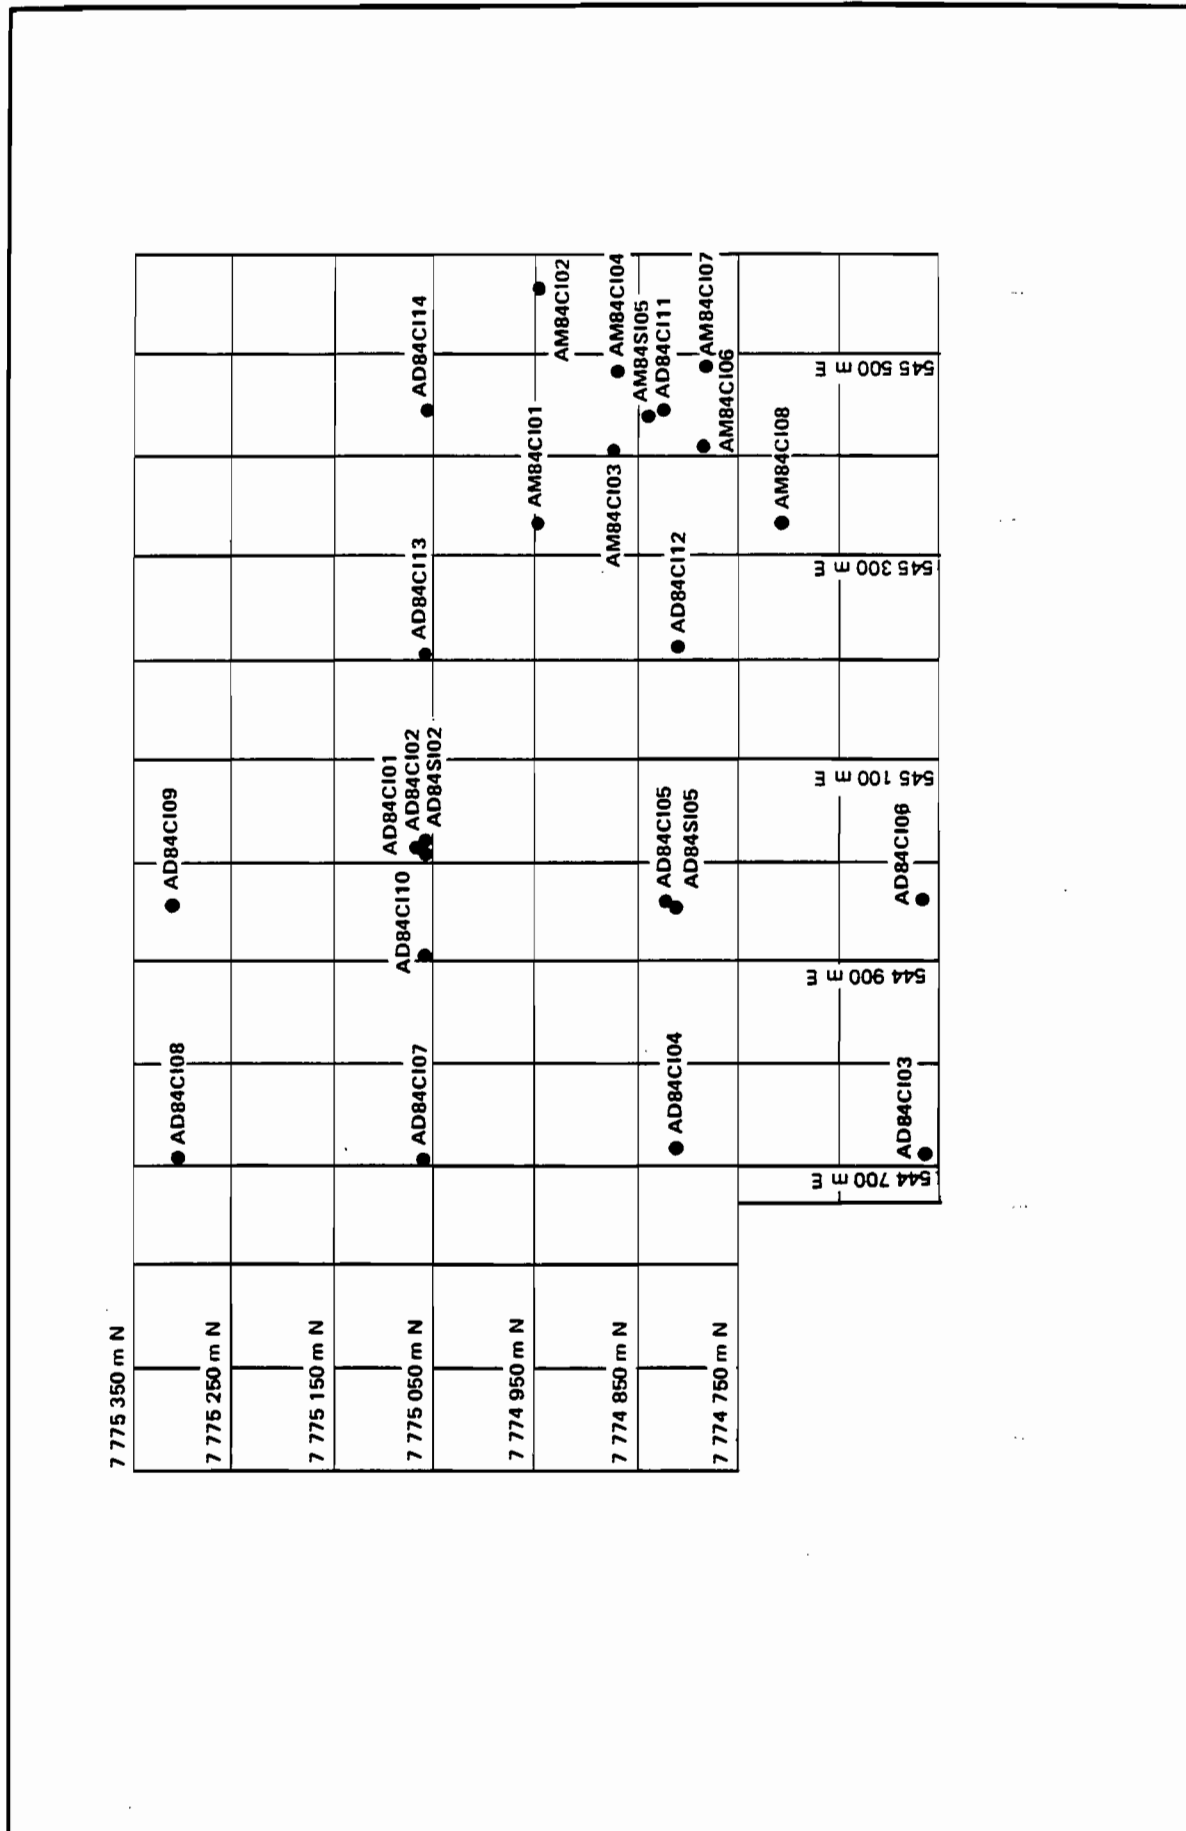 7 775 350 m N
7 775 250 m N
7 775 150 m N
7 775 050 m N
7 774 950 m N
7 774 850 m N
7 774 750 m N
AD84CI08
AD84CI09
AD84CI07
AD84CI10
AD84CI01
AD84CI02
AD84SI02
AD84CI13
AD84CI14
AM84CI01
AM84CI02
AM84CI03
AM84CI04
AM84SI05
AD84CI11
AM84CI07
AM84CI06
AD84CI12
AM84CI08
AD84CI05
AD84SI05
AD84CI04
AD84CI06
AD84CI03
544 700 m E
544 900 m E
545 100 m E
545 300 m E
545 500 m E